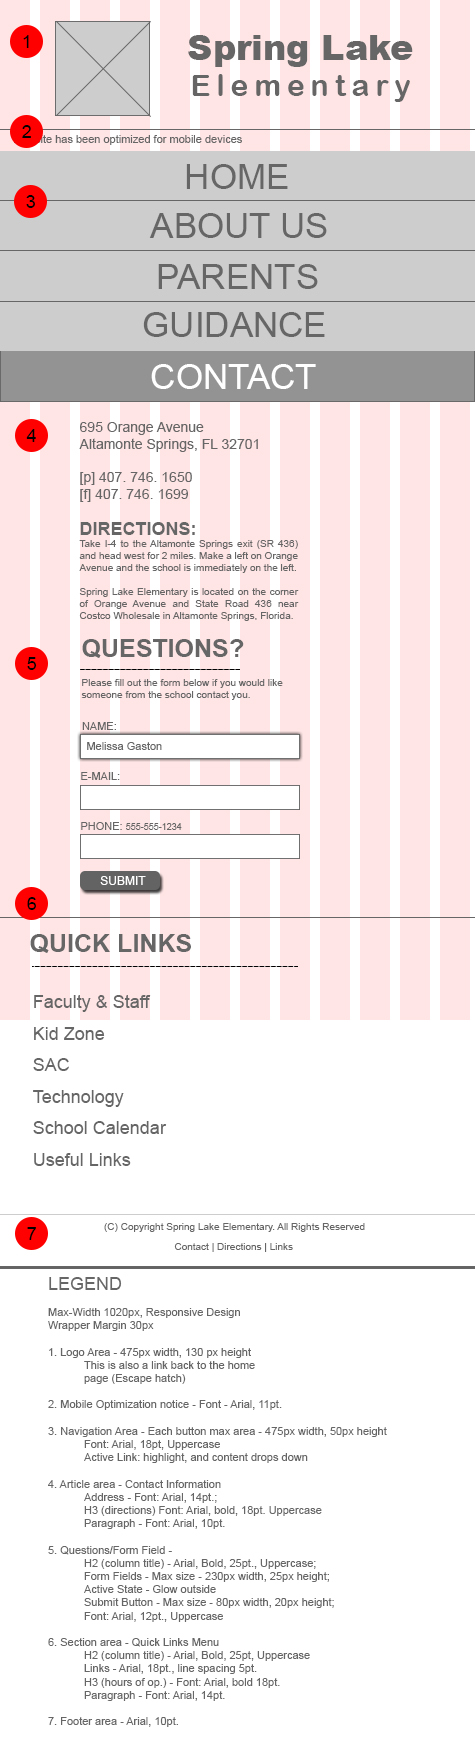 1
Spring Lake
Elementary
2
ite has been optimized for mobile devices
HOME
3
ABOUT US
PARENTS
GUIDANCE
CONTACT
4
695 Orange Avenue
Altamonte Springs, FL 32701
[p] 407. 746. 1650
[f] 407. 746. 1699
DIRECTIONS:
Take I-4 to the Altamonte Springs exit (SR 436)
and head west for 2 miles. Make a left on Orange
Avenue and the school is immediately on the left.
Spring Lake Elementary is located on the corner
of Orange Avenue and State Road 436 near
Costco Wholesale in Altamonte Springs, Florida.
5
QUESTIONS?
Please fill out the form below if you would like
someone from the school contact you.
NAME:
Melissa Gaston
E-MAIL:
PHONE: 555-555-1234
SUBMIT
6
QUICK LINKS
Faculty & Staff
Kid Zone
SAC
Technology
School Calendar
Useful Links
7
(C) Copyright Spring Lake Elementary. All Rights Reserved
Contact | Directions | Links
LEGEND
Max-Width 1020px, Responsive Design
Wrapper Margin 30px
1. Logo Area - 475px width, 130 px height
This is also a link back to the home
page (Escape hatch)
2. Mobile Optimization notice - Font - Arial, 11pt.
3. Navigation Area - Each button max area - 475px width, 50px height
Font: Arial, 18pt, Uppercase
Active Link: highlight, and content drops down
4. Article area - Contact Information
Address - Font: Arial, 14pt.;
H3 (directions) Font: Arial, bold, 18pt. Uppercase
Paragraph - Font: Arial, 10pt.
5. Questions/Form Field -
H2 (column title) - Arial, Bold, 25pt., Uppercase;
Form Fields - Max size - 230px width, 25px height;
Active State - Glow outside
Submit Button - Max size - 80px width, 20px height;
Font: Arial, 12pt., Uppercase
6. Section area - Quick Links Menu
H2 (column title) - Arial, Bold, 25pt, Uppercase
Links - Arial, 18pt., line spacing 5pt.
H3 (hours of op.) - Font: Arial, bold 18pt.
Paragraph - Font: Arial, 14pt.
7. Footer area - Arial, 10pt.